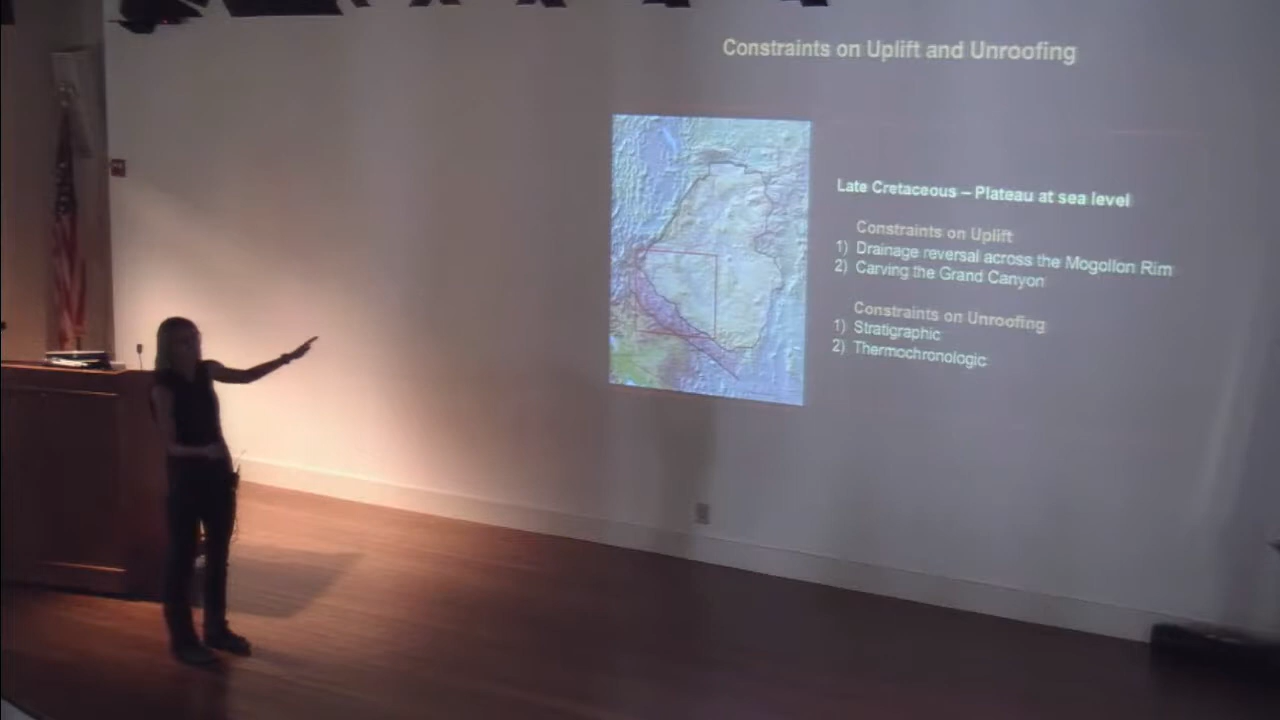 Constraints on Uplift and Unroofing
Late Cretaceous – Plateau at sea level
Constraints on Uplift
1) Drainage reversal across the Mogollon Rim
2) Carving the Grand Canyon
Constraints on Unroofing
1) Stratigraphic
2) Thermochronologic